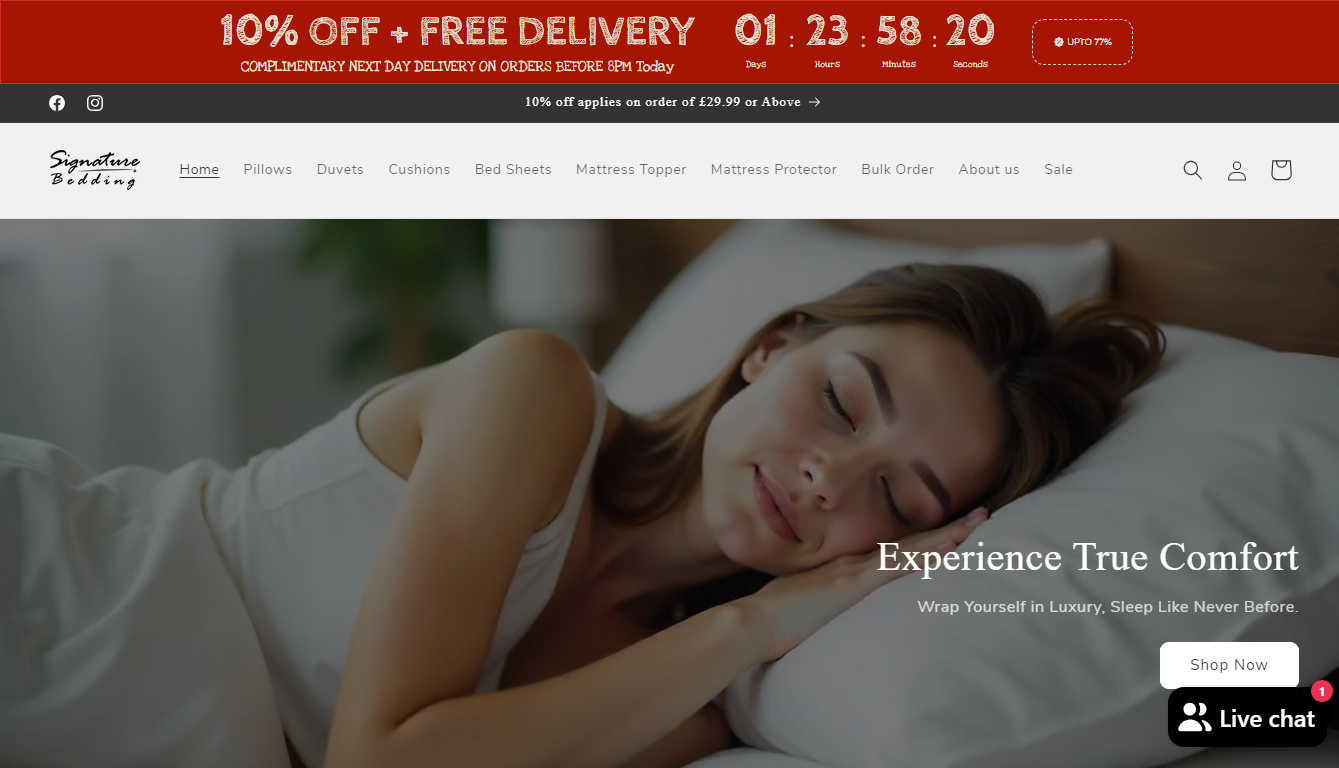 10% OFF + FREE DELIVERY
COMPLIMENTARY NEXT DAY DELIVERY ON ORDERS BEFORE 8PM Today
01 : 23 : 58 : 20
Days Hours Minutes Seconds
UPTO 77%
10% off applies on order of £29.99 or Above →
Signature
Bedding
Home Pillows Duvets Cushions Bed Sheets Mattress Topper Mattress Protector Bulk Order About us Sale
Experience True Comfort
Wrap Yourself in Luxury, Sleep Like Never Before.
Shop Now
1
Live chat